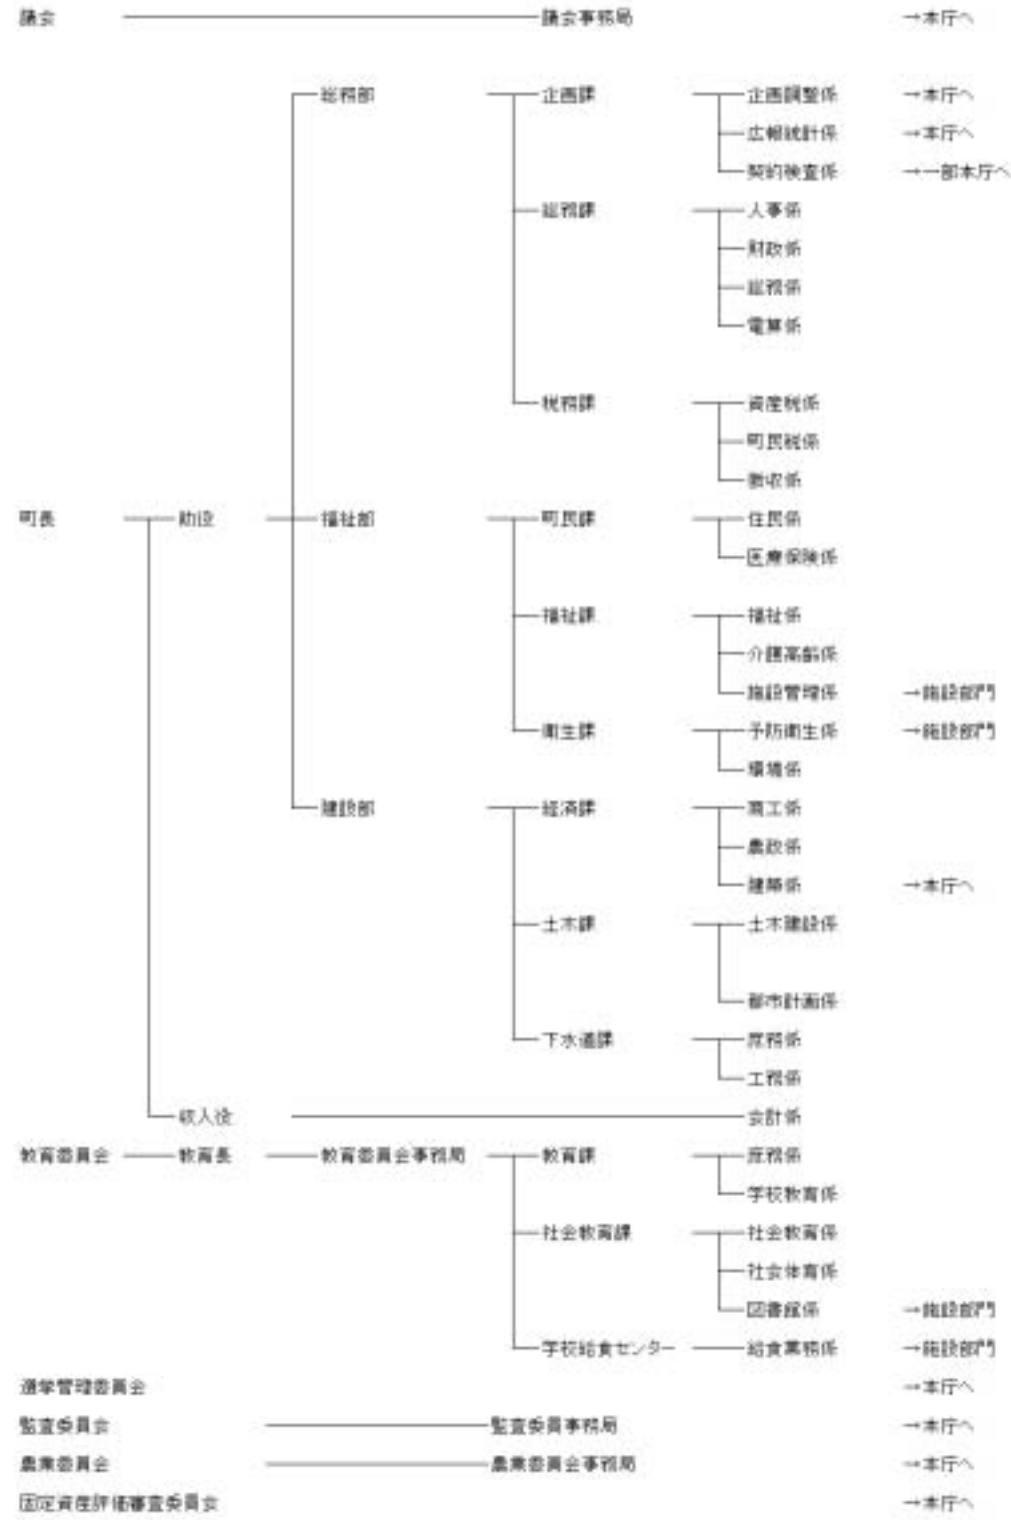 議会 議会事務局 →本庁へ
総務部 企画課 企画調整係 →本庁へ
広報統計係 →本庁へ
契約検査係 →一部本庁へ
総務課 人事係
財政係
総務係
電算係
税務課 資産税係
町民税係
徴収係
町長 助役 福祉部 町民課 住民係
医療保険係
福祉課 福祉係
介護高齢係
施設管理係 →施設部門
衛生課 予防衛生係 →施設部門
環境係
建設部 経済課 商工係
農政係
建築係 →本庁へ
土木課 土木建設係
都市計画係
下水道課 庶務係
工務係
収入役 会計係
教育委員会 教育長 教育委員会事務局 教育課 庶務係
学校教育係
社会教育課 社会教育係
社会体育係
図書館係 →施設部門
学校給食センター 給食業務係 →施設部門
選挙管理委員会 →本庁へ
監査委員会 監査委員事務局 →本庁へ
農業委員会 農業委員会事務局 →本庁へ
固定資産評価審査委員会 →本庁へ